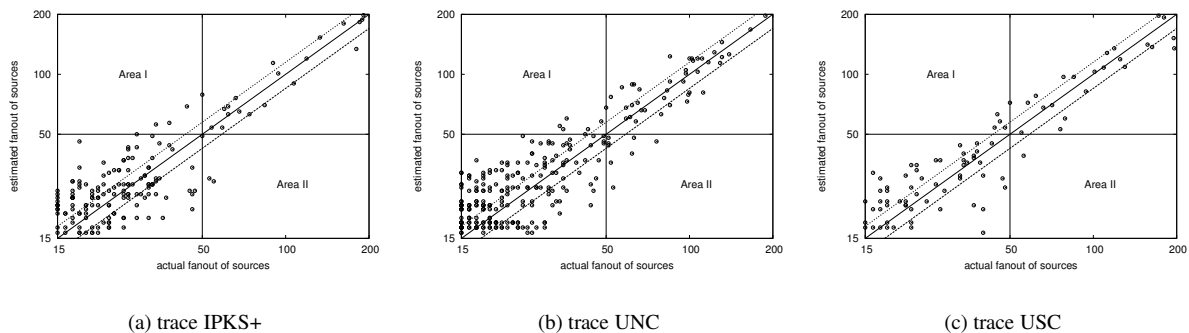 200
100
50
15
15 50 100 200
estimated fanout of sources
actual fanout of sources
Area I
Area II
(a) trace IPKS+
200
100
50
15
15 50 100 200
estimated fanout of sources
actual fanout of sources
Area I
Area II
(b) trace UNC
200
100
50
15
15 50 100 200
estimated fanout of sources
actual fanout of sources
Area I
Area II
(c) trace USC